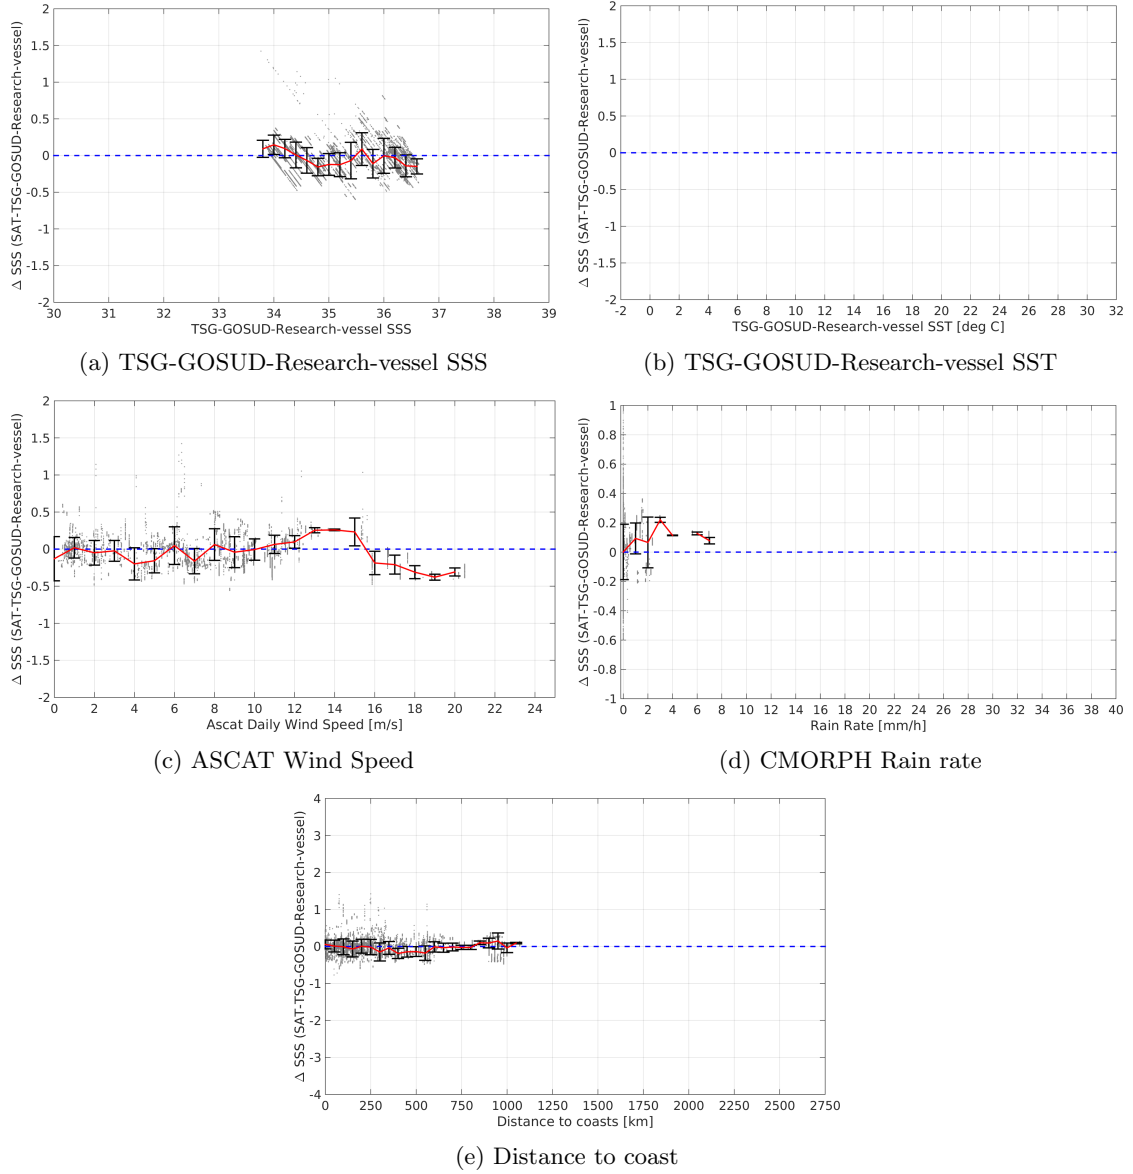 Δ SSS (SAT-TSG-GOSUD-Research-vessel)
2
1.5
1
0.5
0
-0.5
-1
-1.5
-2
30 31 32 33 34 35 36 37 38 39
TSG-GOSUD-Research-vessel SSS
(a) TSG-GOSUD-Research-vessel SSS
Δ SSS (SAT-TSG-GOSUD-Research-vessel)
2
1.5
1
0.5
0
-0.5
-1
-1.5
-2
-2 0 2 4 6 8 10 12 14 16 18 20 22 24 26 28 30 32
TSG-GOSUD-Research-vessel SST [deg C]
(b) TSG-GOSUD-Research-vessel SST
Δ SSS (SAT-TSG-GOSUD-Research-vessel)
2
1.5
1
0.5
0
-0.5
-1
-1.5
-2
0 2 4 6 8 10 12 14 16 18 20 22 24
Ascat Daily Wind Speed [m/s]
(c) ASCAT Wind Speed
Δ SSS (SAT-TSG-GOSUD-Research-vessel)
1
0.8
0.6
0.4
0.2
0
-0.2
-0.4
-0.6
-0.8
-1
0 2 4 6 8 10 12 14 16 18 20 22 24 26 28 30 32 34 36 38 40
Rain Rate [mm/h]
(d) CMORPH Rain rate
Δ SSS (SAT-TSG-GOSUD-Research-vessel)
4
3
2
1
0
-1
-2
-3
-4
0 250 500 750 1000 1250 1500 1750 2000 2250 2500 2750
Distance to coasts [km]
(e) Distance to coast